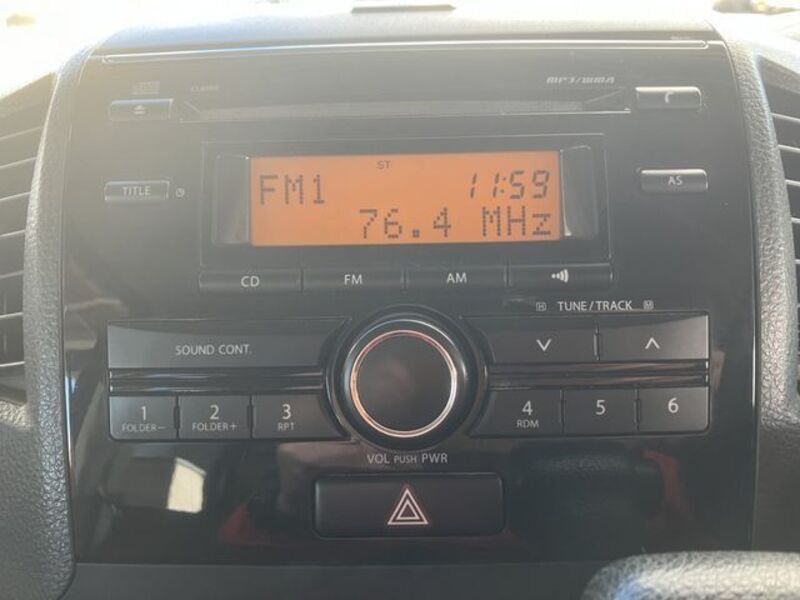 CLARION
MP3/WMA
ST
TITLE
AS
FM1 11:59
76.4 MHz
CD FM AM
H TUNE/TRACK M
SOUND CONT.
1 2 3 4 5 6
FOLDER− FOLDER+ RPT RDM
VOL PUSH PWR